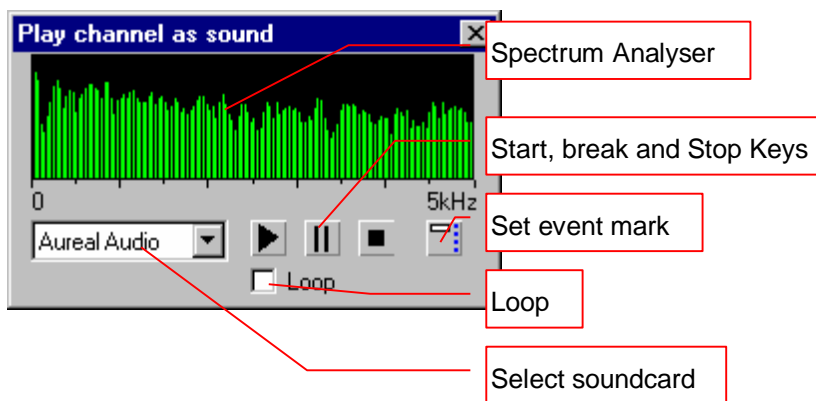 Play channel as sound
Spectrum Analyser
Start, break and Stop Keys
0
5kHz
Set event mark
Aureal Audio
Loop
Loop
Select soundcard